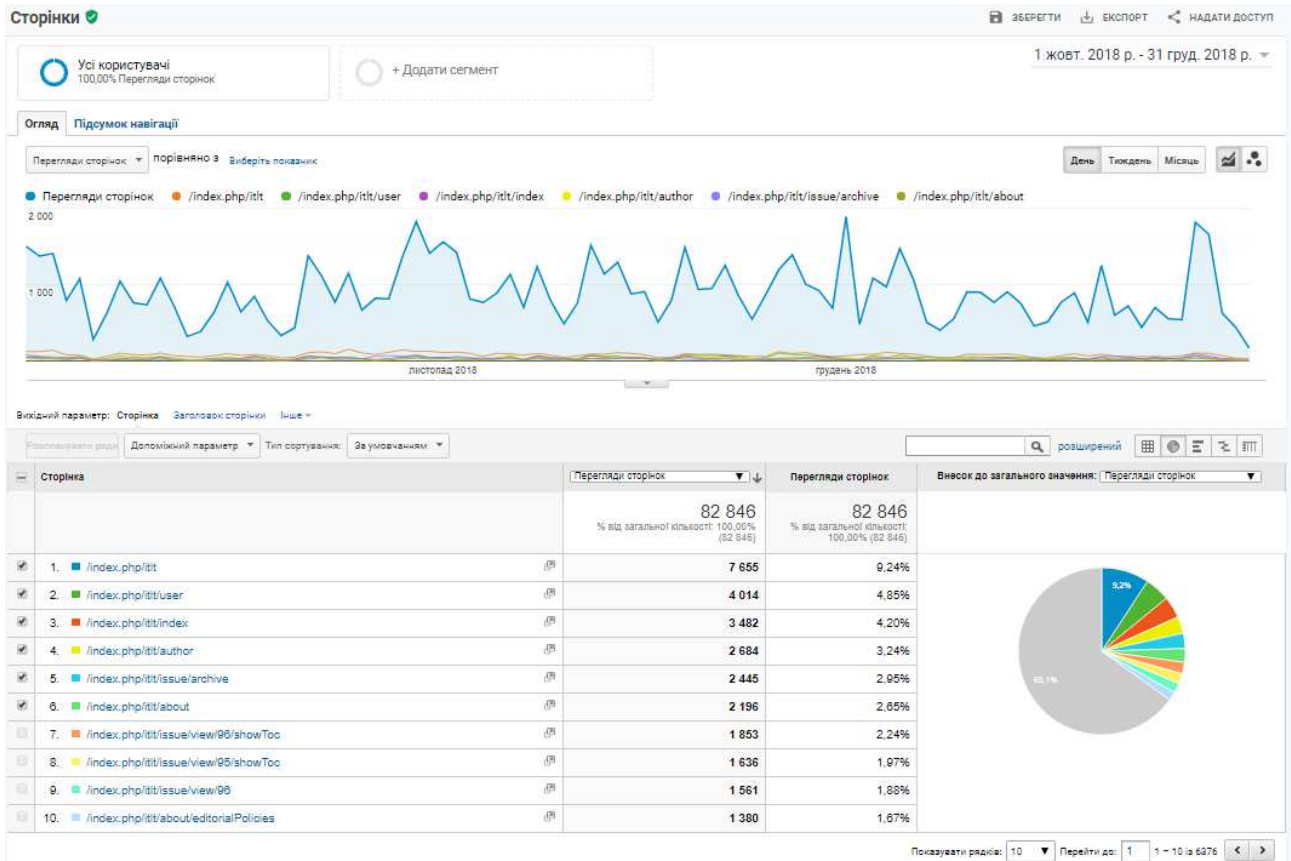 Сторінки
ЗБЕРЕГТИ ЕКСПОРТ НАДАТИ ДОСТУП
Усі користувачі
100,00% Перегляди сторінок
+ Додати сегмент
1 жовт. 2018 р. - 31 груд. 2018 р.
Огляд Підсумок навігації
Перегляди сторінок порівняно з Виберіть показник
День Тиждень Місяць
Перегляди сторінок /index.php/itlt /index.php/itlt/user /index.php/itlt/index /index.php/itlt/author /index.php/itlt/issue/archive /index.php/itlt/about
2 000
1 000
листопад 2018 грудень 2018
Вихідний параметр: Сторінка Заголовок сторінки Інше
Допоміжний параметр Тип сортування: За умовчанням
розширений
Сторінка Перегляди сторінок Перегляди сторінок Внесок до загального значення: Перегляди сторінок
82 846 82 846
% від загальної кількості: 100,00% (82 846) % від загальної кількості: 100,00% (82 846)
1. /index.php/itlt 7 655 9,24%
2. /index.php/itlt/user 4 014 4,85%
3. /index.php/itlt/index 3 482 4,20%
4. /index.php/itlt/author 2 684 3,24%
5. /index.php/itlt/issue/archive 2 445 2,95%
6. /index.php/itlt/about 2 196 2,65%
7. /index.php/itlt/issue/view/96/showToc 1 853 2,24%
8. /index.php/itlt/issue/view/95/showToc 1 636 1,97%
9. /index.php/itlt/issue/view/96 1 561 1,88%
10. /index.php/itlt/about/editorialPolicies 1 380 1,67%
9,2%
65,1%
Показувати рядків: 10 Перейти до: 1 1 – 10 із 6376